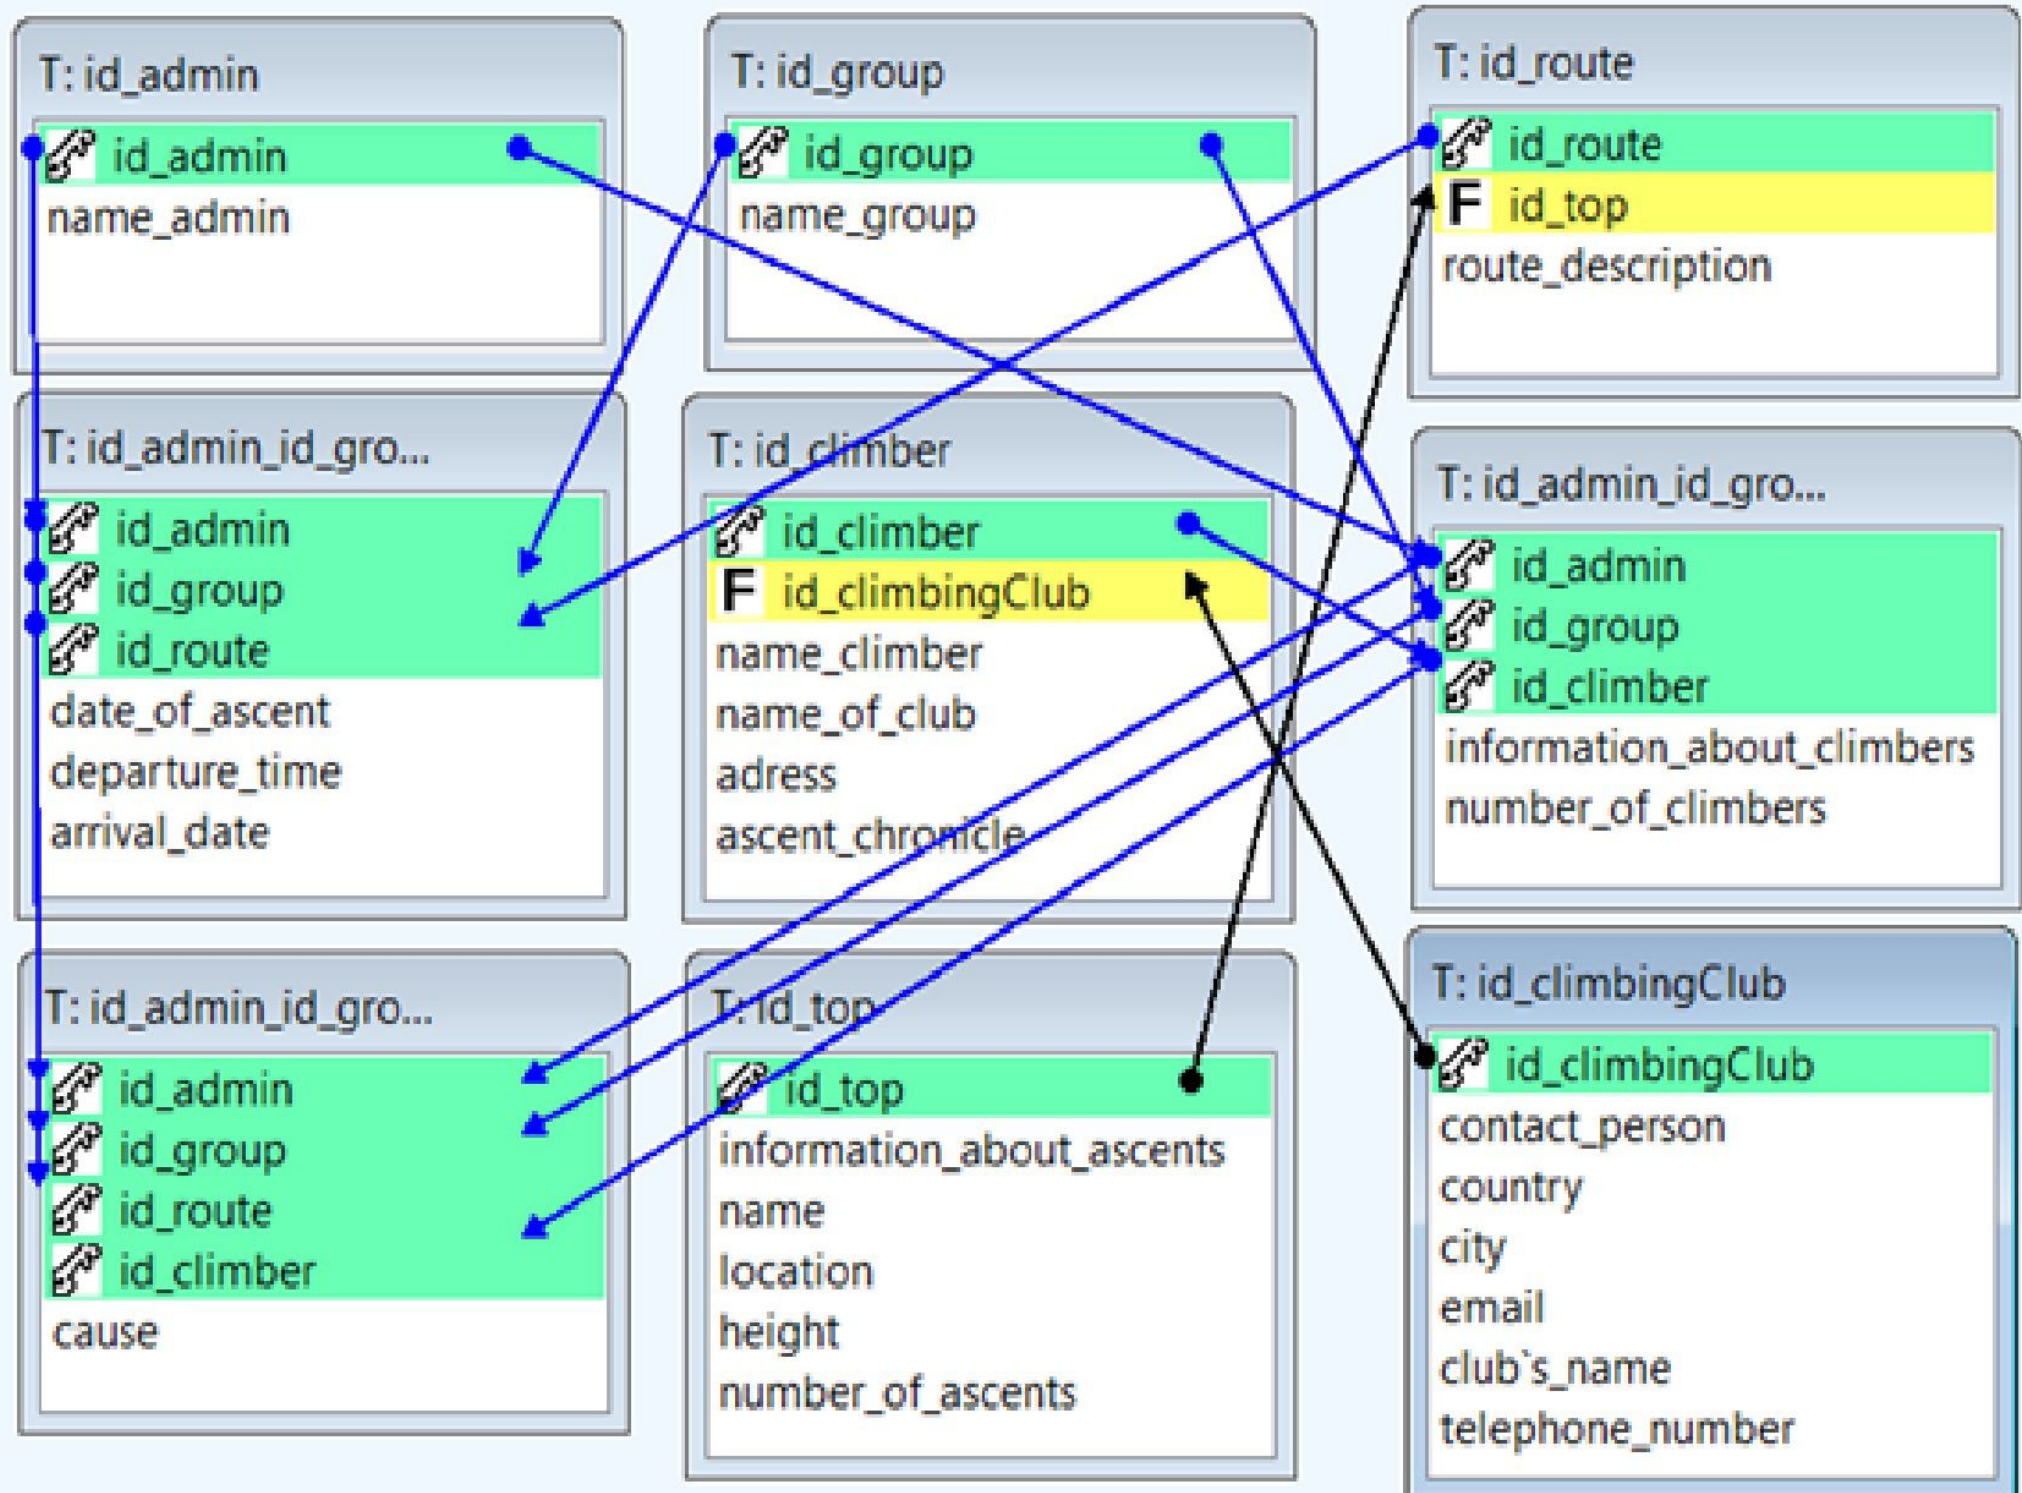 T: id_admin
id_admin
name_admin
T: id_group
id_group
name_group
T: id_route
id_route
F id_top
route_description
T: id_admin_id_gro...
id_admin
id_group
id_route
date_of_ascent
departure_time
arrival_date
T: id_climber
id_climber
F id_climbingClub
name_climber
name_of_club
adress
ascent_chronicle
T: id_admin_id_gro...
id_admin
id_group
id_climber
information_about_climbers
number_of_climbers
T: id_admin_id_gro...
id_admin
id_group
id_route
id_climber
cause
T: id_top
id_top
information_about_ascents
name
location
height
number_of_ascents
T: id_climbingClub
id_climbingClub
contact_person
country
city
email
club`s_name
telephone_number